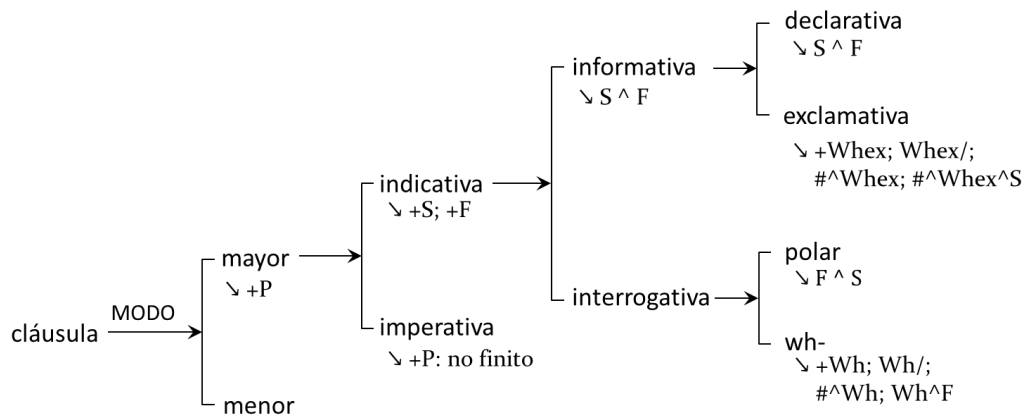 declarativa
↘ S ^ F
informativa
↘ S ^ F
exclamativa
↘ +Whex; Whex/;
#^Whex; #^Whex^S
indicativa
↘ +S; +F
mayor
↘ +P
polar
↘ F ^ S
interrogativa
MODO
cláusula
imperativa
↘ +P: no finito
wh-
↘ +Wh; Wh/;
#^Wh; Wh^F
menor